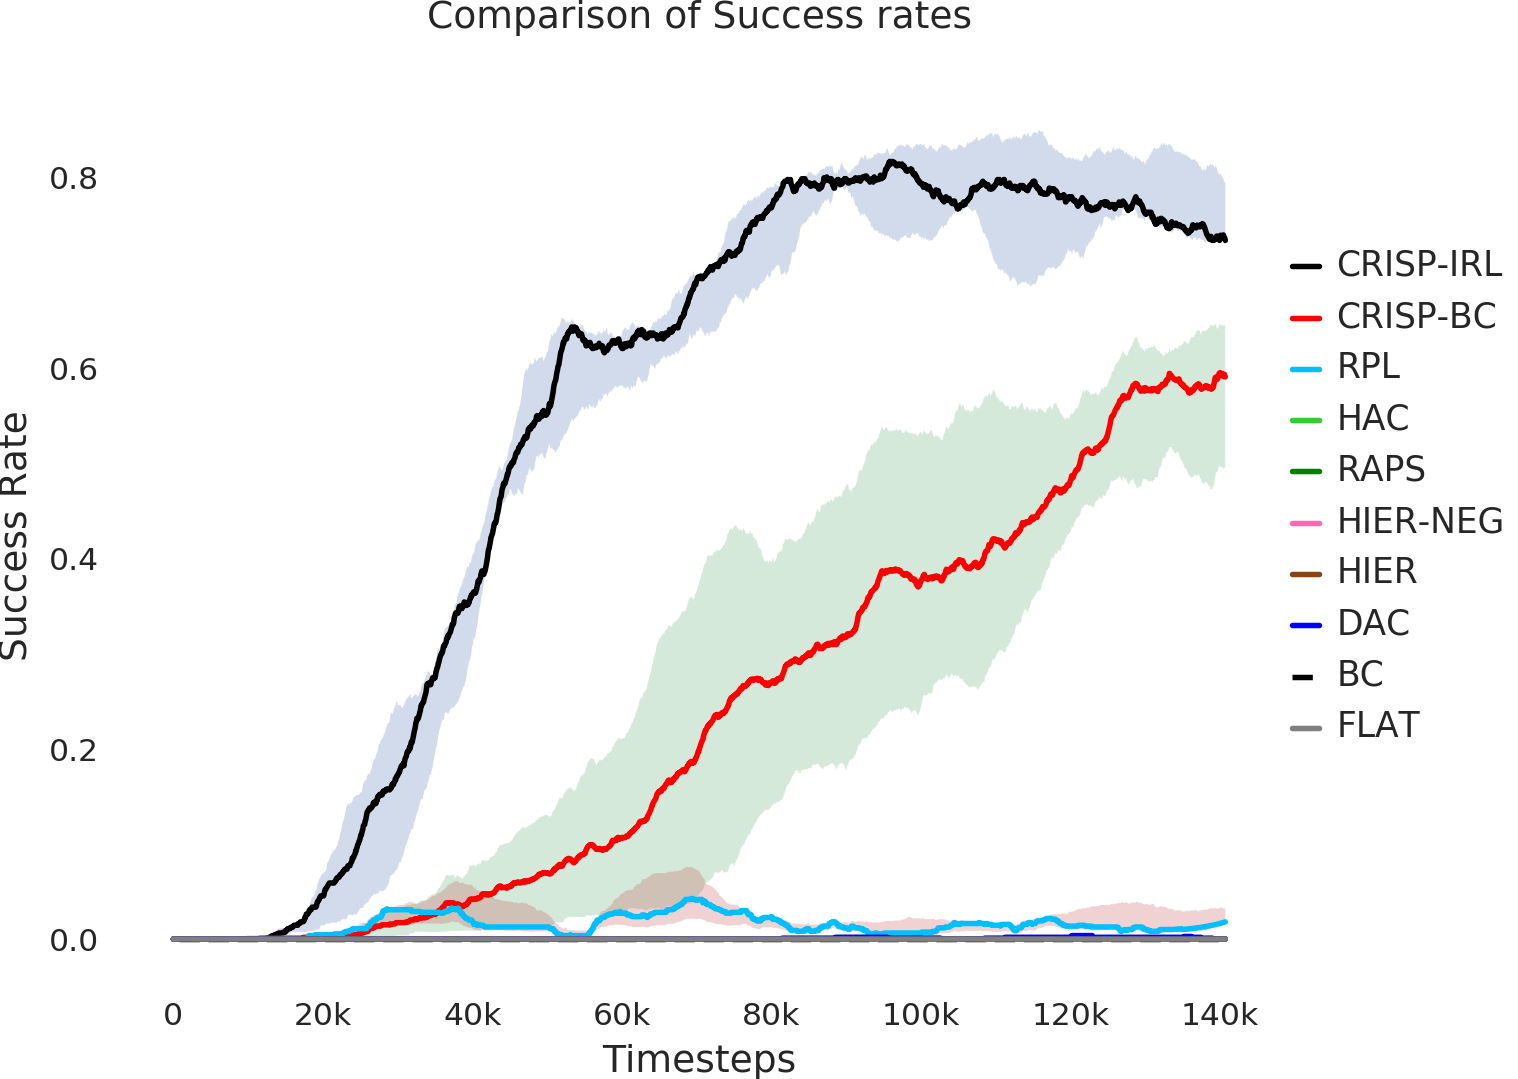 Comparison of Success rates
Success Rate
0.8
0.6
0.4
0.2
0.0
0
20k
40k
60k
80k
100k
120k
140k
Timesteps
CRISP-IRL
CRISP-BC
RPL
HAC
RAPS
HIER-NEG
HIER
DAC
BC
FLAT